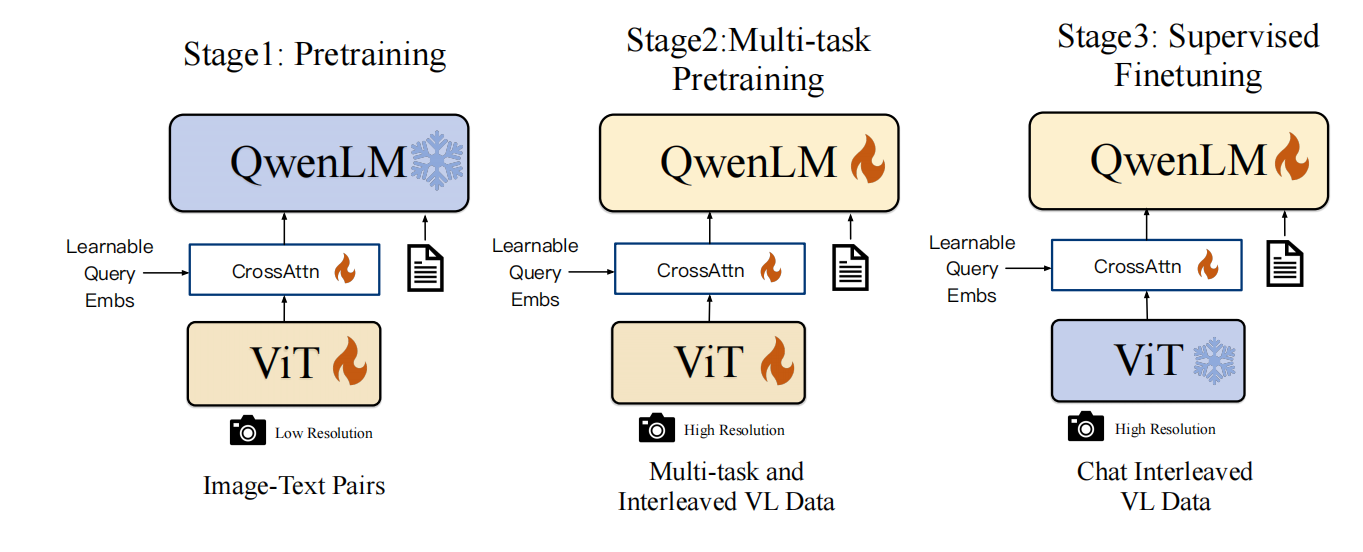 Stage1: Pretraining
QwenLM
Learnable
Query
Embs
CrossAttn
ViT
Low Resolution
Image-Text Pairs
Stage2:Multi-task
Pretraining
QwenLM
Learnable
Query
Embs
CrossAttn
ViT
High Resolution
Multi-task and
Interleaved VL Data
Stage3: Supervised
Finetuning
QwenLM
Learnable
Query
Embs
CrossAttn
ViT
High Resolution
Chat Interleaved
VL Data